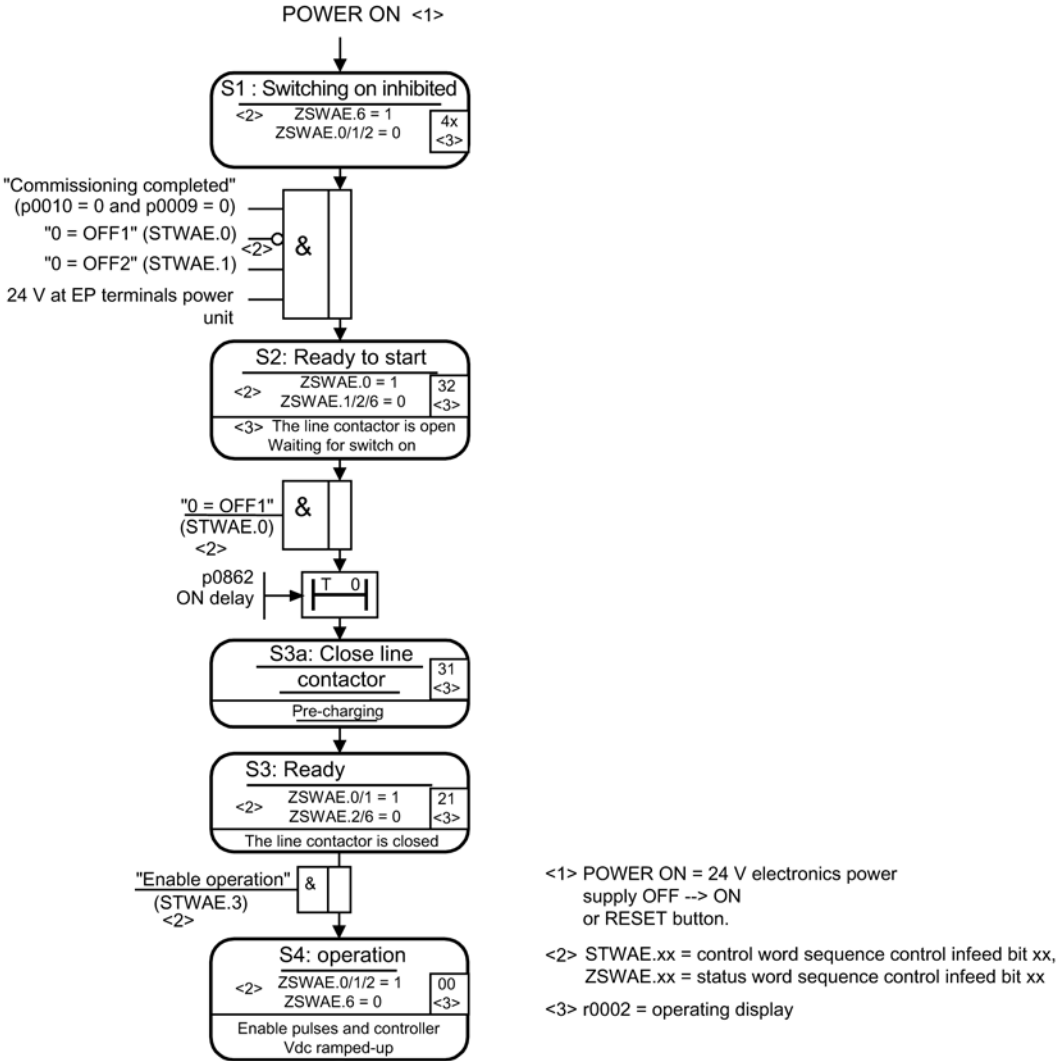 POWER ON <1>
S1 : Switching on inhibited
<2> ZSWAE.6 = 1
ZSWAE.0/1/2 = 0
4x
<3>
"Commissioning completed"
(p0010 = 0 and p0009 = 0)
"0 = OFF1" (STWAE.0)
<2>
"0 = OFF2" (STWAE.1)
24 V at EP terminals power
unit
&
S2: Ready to start
<2> ZSWAE.0 = 1
ZSWAE.1/2/6 = 0
32
<3>
<3> The line contactor is open
Waiting for switch on
"0 = OFF1"
(STWAE.0)
<2>
&
p0862
ON delay
T 0
S3a: Close line
contactor
31
<3>
Pre-charging
S3: Ready
<2> ZSWAE.0/1 = 1
ZSWAE.2/6 = 0
21
<3>
The line contactor is closed
"Enable operation"
(STWAE.3)
<2>
&
S4: operation
<2> ZSWAE.0/1/2 = 1
ZSWAE.6 = 0
00
<3>
Enable pulses and controller
Vdc ramped-up
<1> POWER ON = 24 V electronics power
supply OFF --> ON
or RESET button.
<2> STWAE.xx = control word sequence control infeed bit xx,
ZSWAE.xx = status word sequence control infeed bit xx
<3> r0002 = operating display